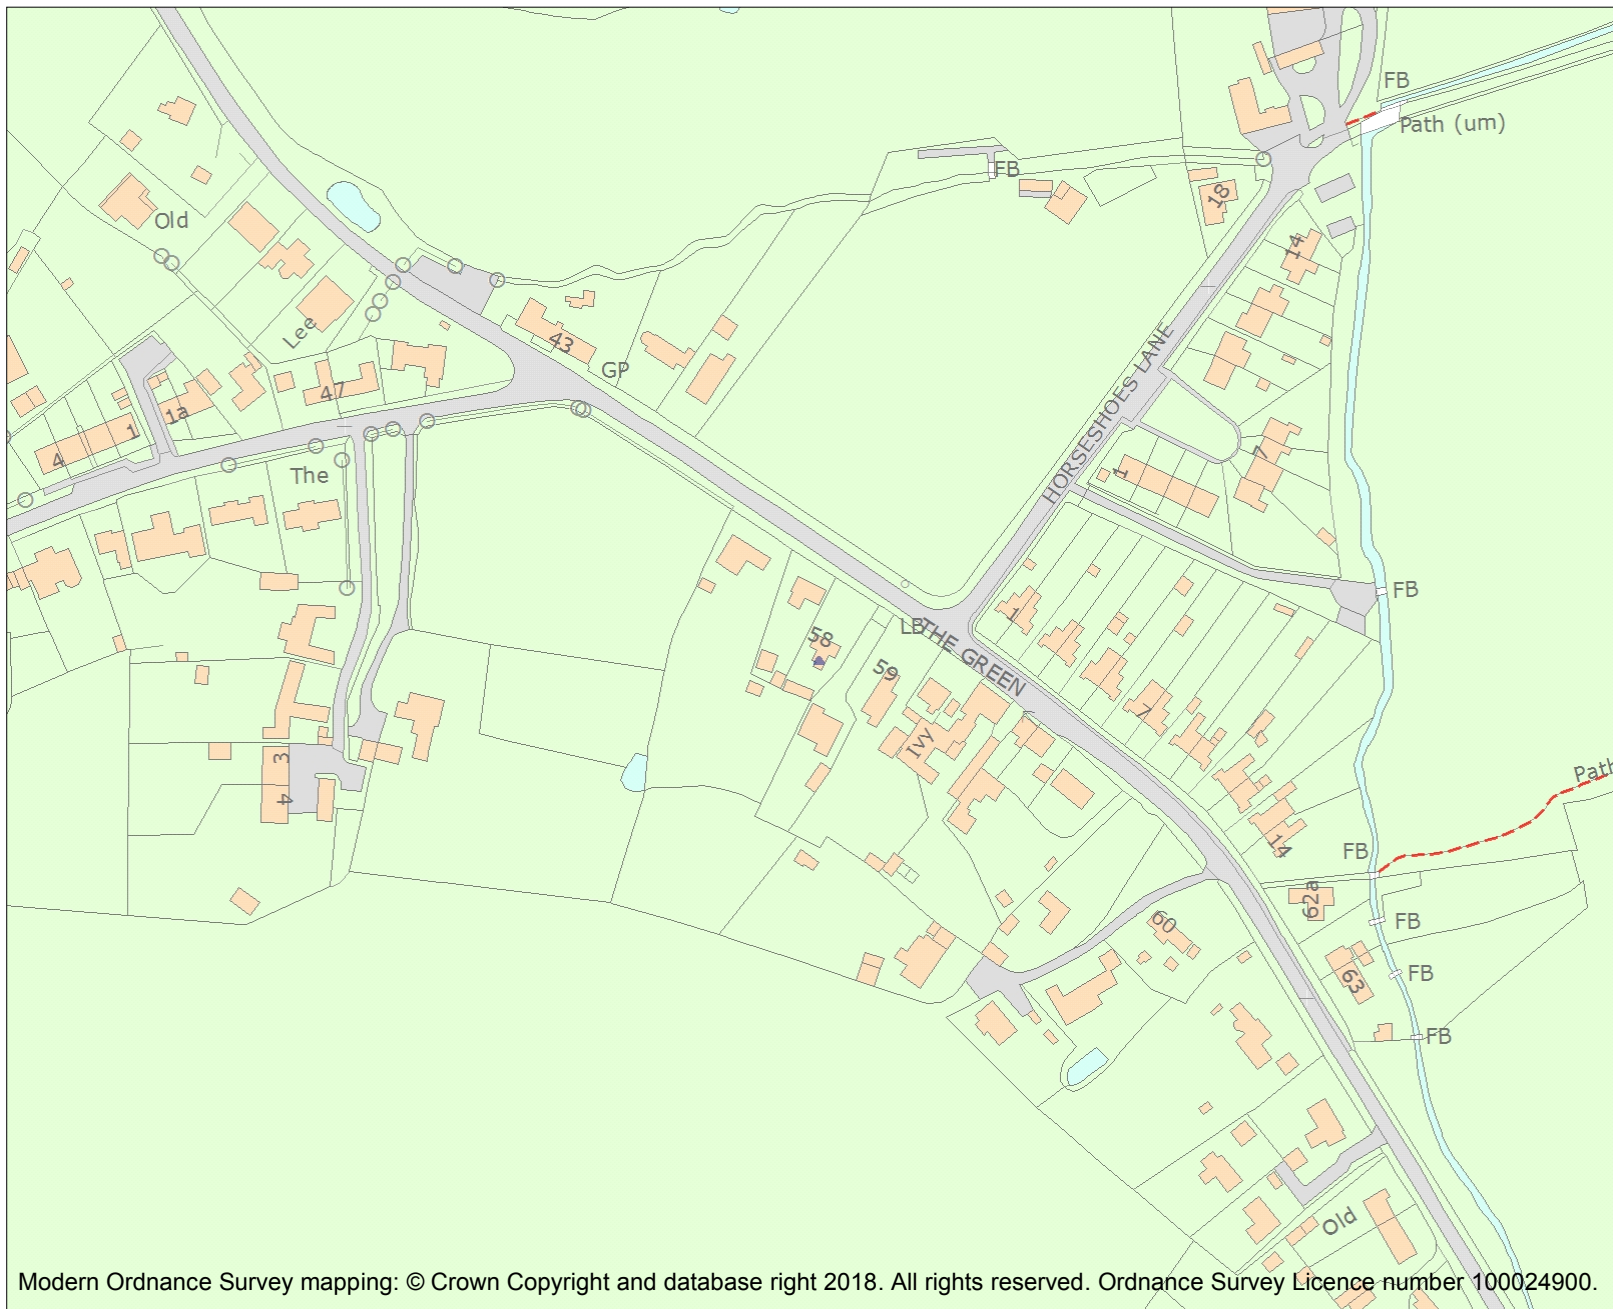 FB
Path (um)
FB
18
Old
14
Lee
43
GP
HORSESHOES LANE
47
1a
1
4
7
1
The
FB
1
LB
THE GREEN
58
59
7
Ivy
3
4
Path
14
FB
62a
60
FB
63
FB
FB
Old
Modern Ordnance Survey mapping: © Crown Copyright and database right 2018. All rights reserved. Ordnance Survey Licence number 100024900.